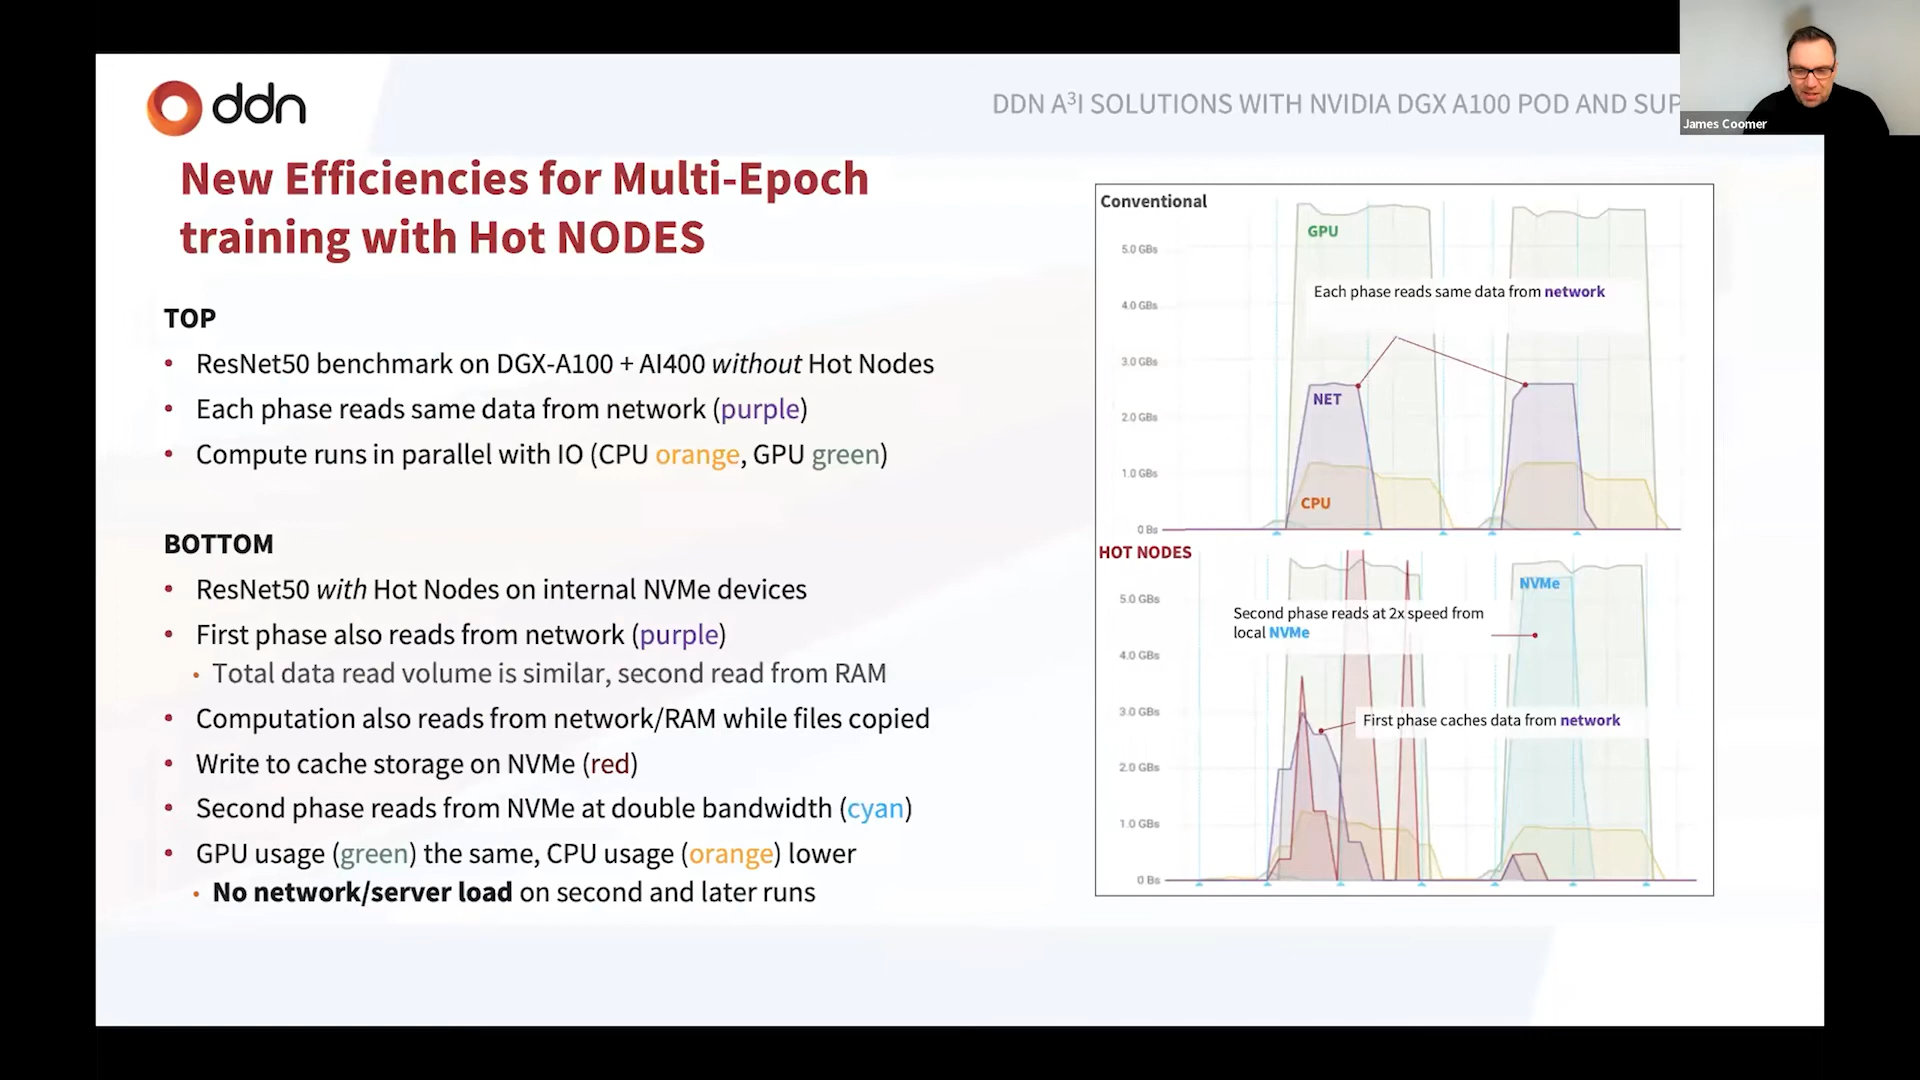 ddn
DDN A³I SOLUTIONS WITH NVIDIA DGX A100 POD AND SUP
James Coomer
New Efficiencies for Multi-Epoch
training with Hot NODES
TOP
• ResNet50 benchmark on DGX-A100 + AI400 without Hot Nodes
• Each phase reads same data from network (purple)
• Compute runs in parallel with IO (CPU orange, GPU green)
BOTTOM
• ResNet50 with Hot Nodes on internal NVMe devices
• First phase also reads from network (purple)
• Total data read volume is similar, second read from RAM
• Computation also reads from network/RAM while files copied
• Write to cache storage on NVMe (red)
• Second phase reads from NVMe at double bandwidth (cyan)
• GPU usage (green) the same, CPU usage (orange) lower
• No network/server load on second and later runs
Conventional
GPU
5.0 GBs
Each phase reads same data from network
4.0 GBs
3.0 GBs
NET
2.0 GBs
1.0 GBs
CPU
0 Bs
HOT NODES
NVMe
5.0 GBs
Second phase reads at 2x speed from
local NVMe
4.0 GBs
3.0 GBs
First phase caches data from network
2.0 GBs
1.0 GBs
0 Bs